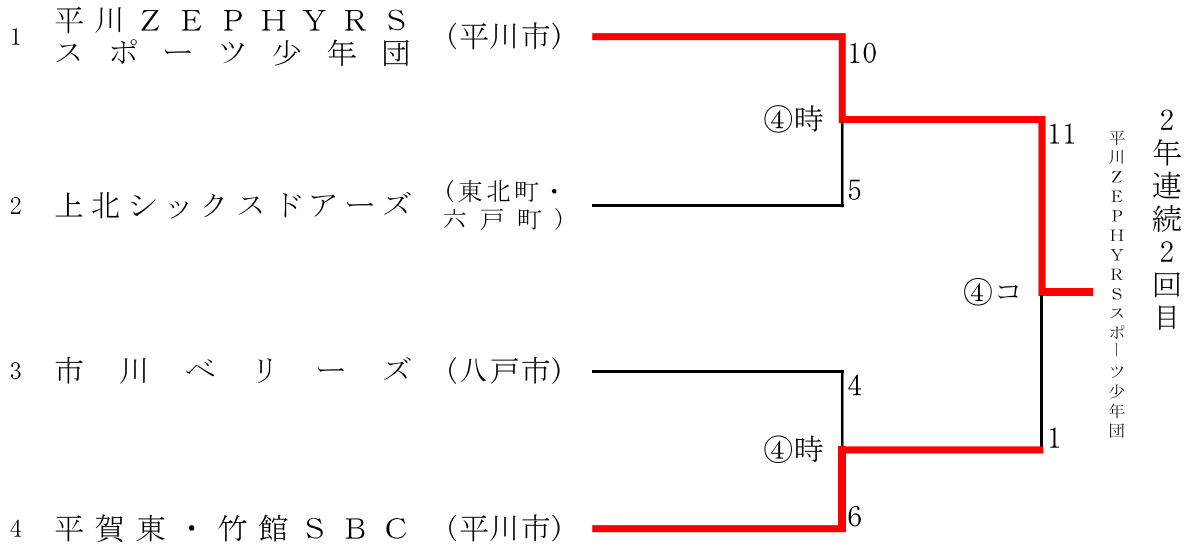 1 平川ZEPHYRS
スポーツ少年団 (平川市)
10
④時
5
2 上北シックスドアーズ (東北町・
六戸町)
11
④コ
1
3 市川ベリーズ (八戸市)
4
④時
6
4 平賀東・竹館SBC (平川市)
2年連続2回目
平川ZEPHYRSスポーツ少年団